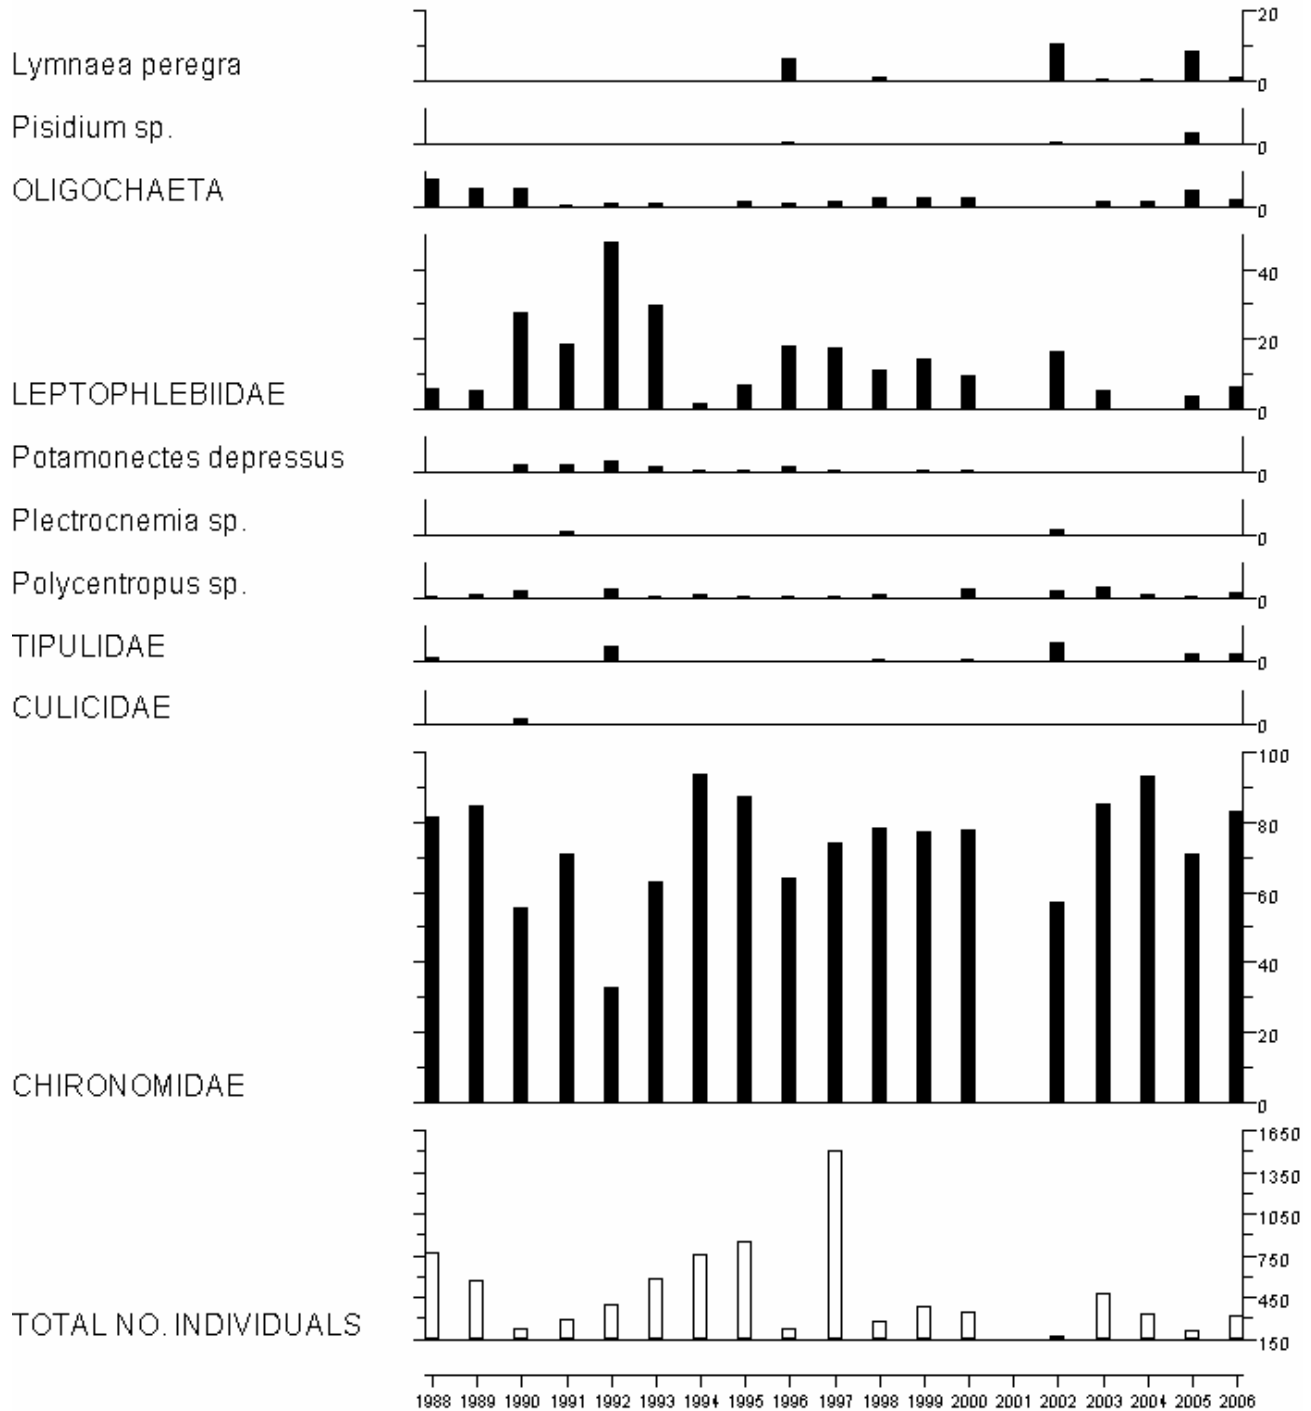 20
Lymnaea peregra
0
Pisidium sp.
0
OLIGOCHAETA
0
40
20
LEPTOPHLEBIIDAE
0
Potamonectes depressus
0
Plectrocnemia sp.
0
Polycentropus sp.
0
TIPULIDAE
0
CULICIDAE
0
100
80
60
40
20
CHIRONOMIDAE
0
1650
1350
1050
750
450
TOTAL NO. INDIVIDUALS
150
1988 1989 1990 1991 1992 1993 1994 1995 1996 1997 1998 1999 2000 2001 2002 2003 2004 2005 2006